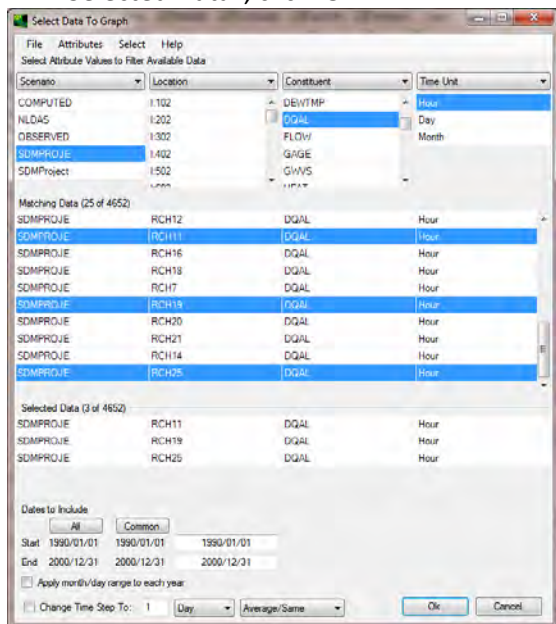 Select Data To Graph
File Attributes Select Help
Select Attribute Values to Filter Available Data
Scenario Location Constituent Time Unit
COMPUTED I:102 DEWTMP Hour
NLDAS I:202 DQAL Day
OBSERVED I:302 FLOW Month
SDMPROJE I:402 GAGE
SDMProject I:502 GWVS
Matching Data (25 of 4652)
SDMPROJE RCH12 DQAL Hour
SDMPROJE RCH11 DQAL Hour
SDMPROJE RCH16 DQAL Hour
SDMPROJE RCH18 DQAL Hour
SDMPROJE RCH7 DQAL Hour
SDMPROJE RCH19 DQAL Hour
SDMPROJE RCH20 DQAL Hour
SDMPROJE RCH21 DQAL Hour
SDMPROJE RCH14 DQAL Hour
SDMPROJE RCH25 DQAL Hour
Selected Data (3 of 4652)
SDMPROJE RCH11 DQAL Hour
SDMPROJE RCH19 DQAL Hour
SDMPROJE RCH25 DQAL Hour
Dates to Include
All Common
Start 1990/01/01 1990/01/01 1990/01/01
End 2000/12/31 2000/12/31 2000/12/31
Apply month/day range to each year
Change Time Step To: 1 Day Average/Same Ok Cancel